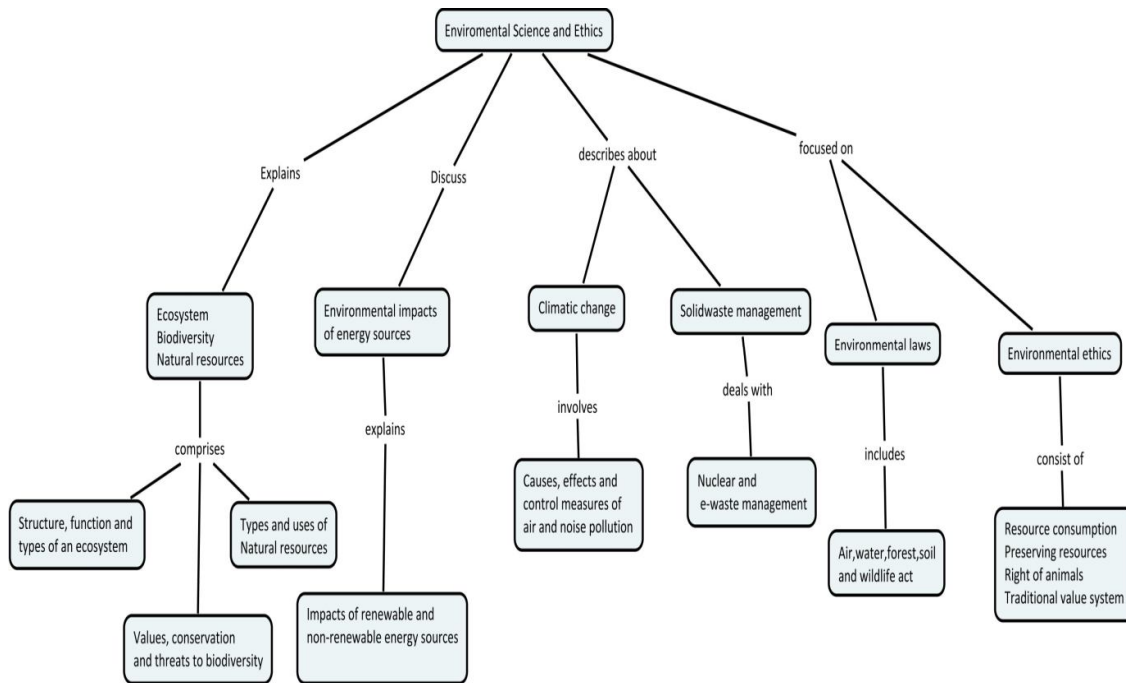 Enviromental Science and Ethics
Explains
Discuss
describes about
focused on
Ecosystem
Biodiversity
Natural resources
Environmental impacts
of energy sources
Climatic change
Solidwaste management
Environmental laws
Environmental ethics
comprises
explains
involves
deals with
includes
consist of
Structure, function and
types of an ecosystem
Types and uses of
Natural resources
Values, conservation
and threats to biodiversity
Impacts of renewable and
non-renewable energy sources
Causes, effects and
control measures of
air and noise pollution
Nuclear and
e-waste management
Air,water,forest,soil
and wildlife act
Resource consumption
Preserving resources
Right of animals
Traditional value system